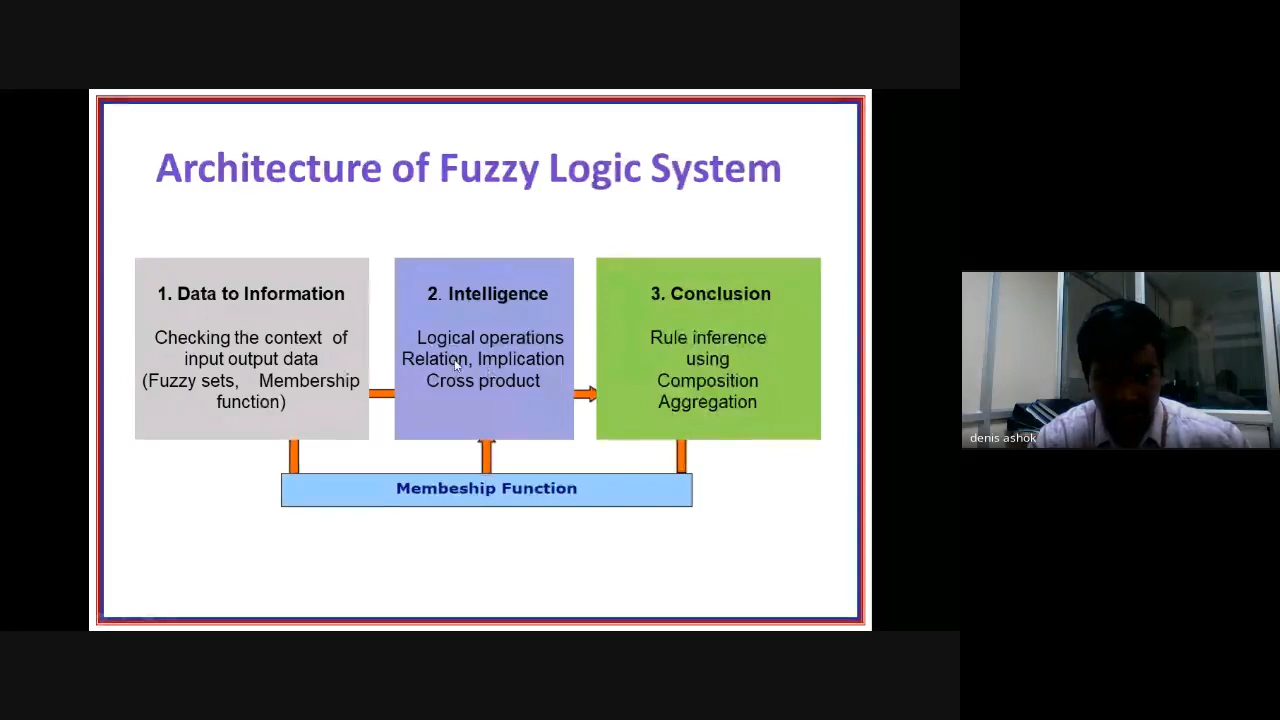 Architecture of Fuzzy Logic System
1. Data to Information
Checking the context of
input output data
(Fuzzy sets, Membership
function)
2. Intelligence
Logical operations
Relation, Implication
Cross product
3. Conclusion
Rule inference
using
Composition
Aggregation
Membeship Function
denis ashok